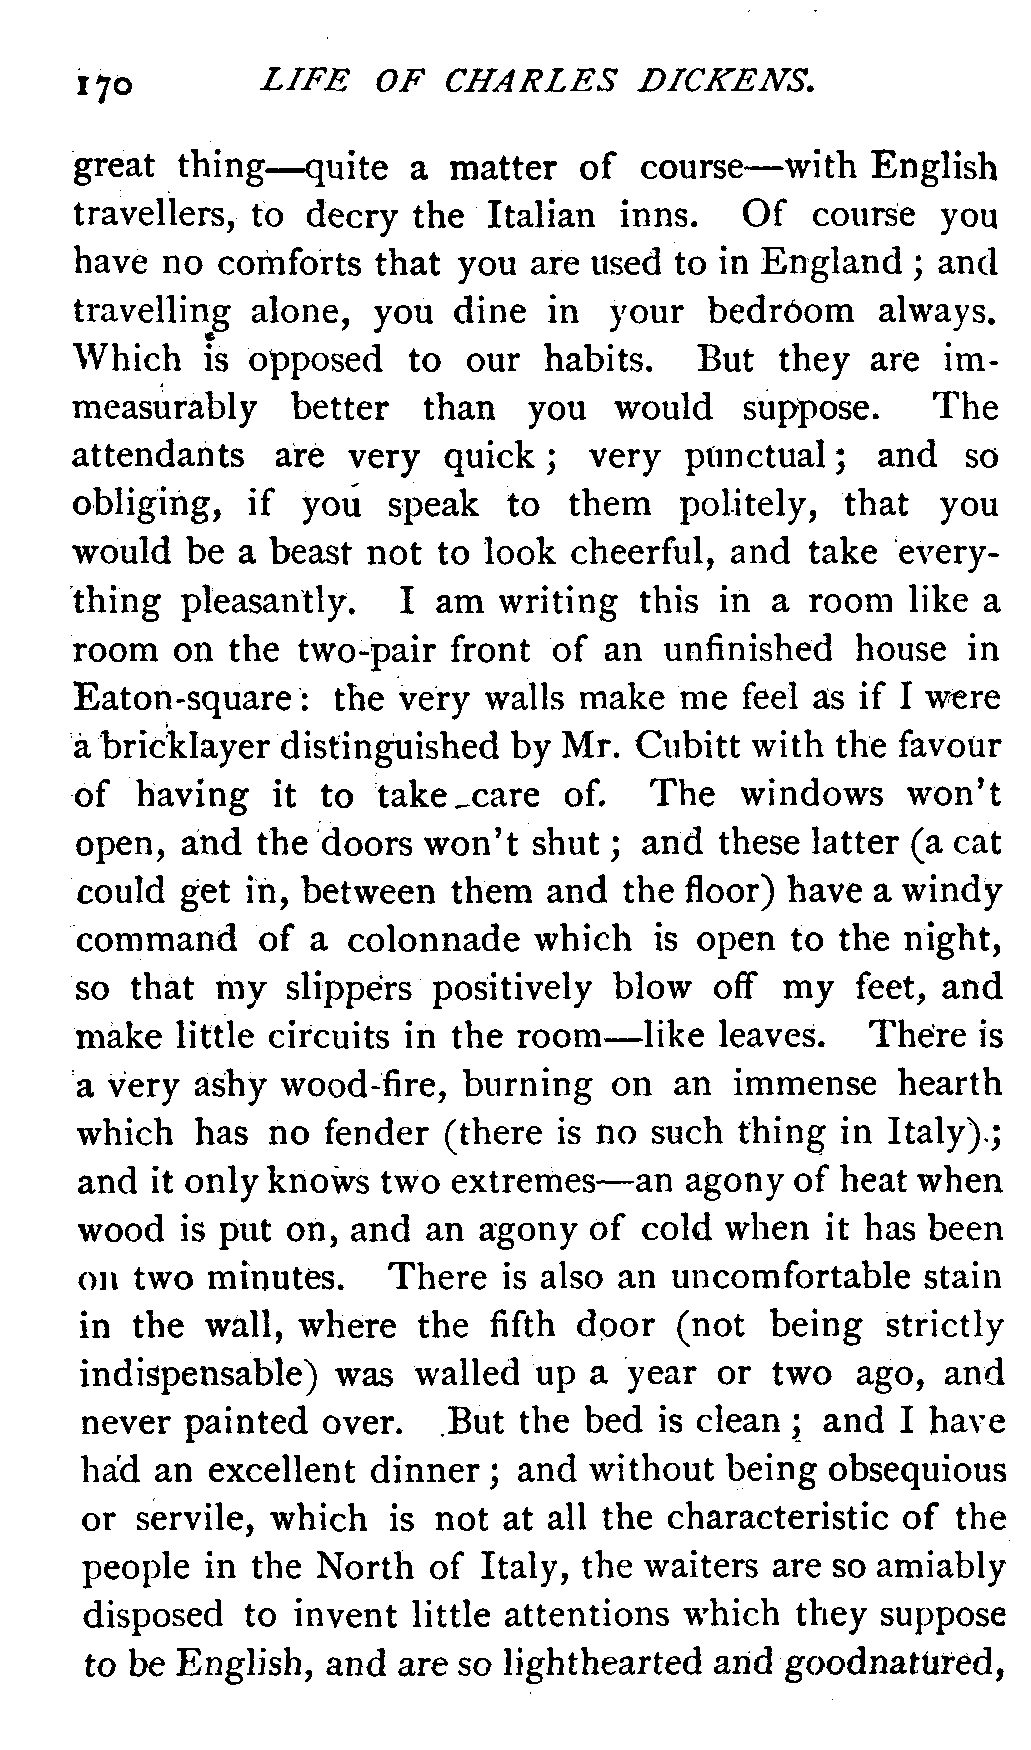 170 LIFE OF CHARLES DICKENS.
great thing—quite a matter of course—with English
travellers, to decry the Italian inns. Of course you
have no comforts that you are used to in England ; and
travelling alone, you dine in your bedroom always.
Which is opposed to our habits. But they are im-
measurably better than you would suppose. The
attendants are very quick ; very punctual ; and so
obliging, if you speak to them politely, that you
would be a beast not to look cheerful, and take every-
thing pleasantly. I am writing this in a room like a
room on the two-pair front of an unfinished house in
Eaton-square : the very walls make me feel as if I were
a bricklayer distinguished by Mr. Cubitt with the favour
of having it to take care of. The windows won't
open, and the doors won't shut ; and these latter (a cat
could get in, between them and the floor) have a windy
command of a colonnade which is open to the night,
so that my slippers positively blow off my feet, and
make little circuits in the room—like leaves. There is
a very ashy wood-fire, burning on an immense hearth
which has no fender (there is no such thing in Italy) ;
and it only knows two extremes—an agony of heat when
wood is put on, and an agony of cold when it has been
on two minutes. There is also an uncomfortable stain
in the wall, where the fifth door (not being strictly
indispensable) was walled up a year or two ago, and
never painted over. But the bed is clean ; and I have
had an excellent dinner ; and without being obsequious
or servile, which is not at all the characteristic of the
people in the North of Italy, the waiters are so amiably
disposed to invent little attentions which they suppose
to be English, and are so lighthearted and goodnatured,